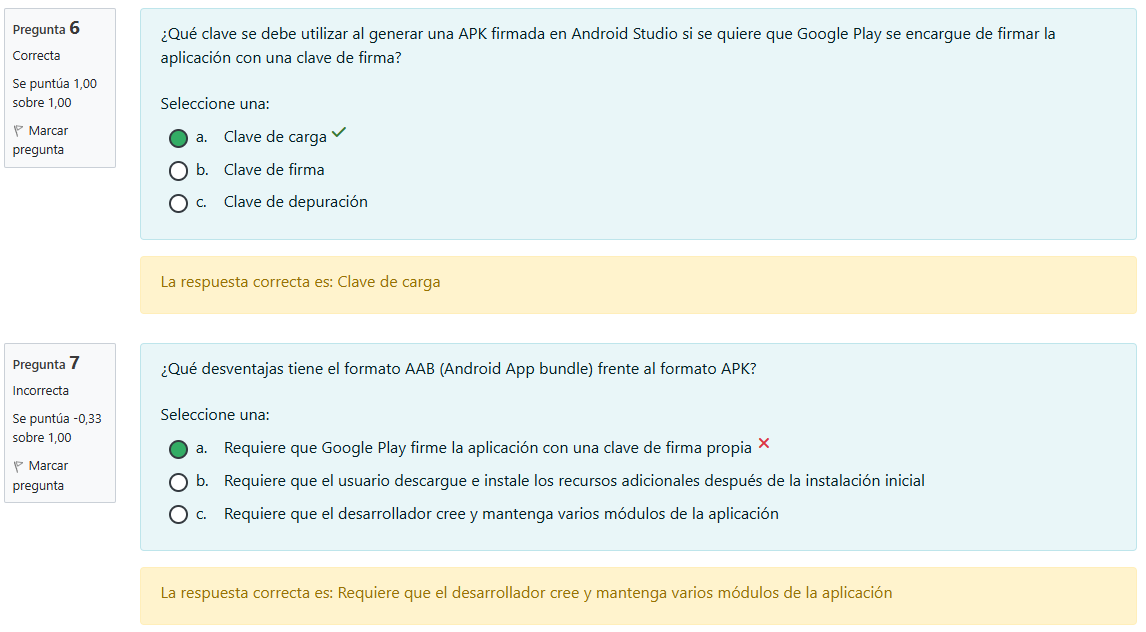 Pregunta 6
Correcta
Se puntúa 1,00
sobre 1,00
Marcar
pregunta
¿Qué clave se debe utilizar al generar una APK firmada en Android Studio si se quiere que Google Play se encargue de firmar la
aplicación con una clave de firma?
Seleccione una:
a. Clave de carga
b. Clave de firma
c. Clave de depuración
La respuesta correcta es: Clave de carga
Pregunta 7
Incorrecta
Se puntúa -0,33
sobre 1,00
Marcar
pregunta
¿Qué desventajas tiene el formato AAB (Android App bundle) frente al formato APK?
Seleccione una:
a. Requiere que Google Play firme la aplicación con una clave de firma propia
b. Requiere que el usuario descargue e instale los recursos adicionales después de la instalación inicial
c. Requiere que el desarrollador cree y mantenga varios módulos de la aplicación
La respuesta correcta es: Requiere que el desarrollador cree y mantenga varios módulos de la aplicación